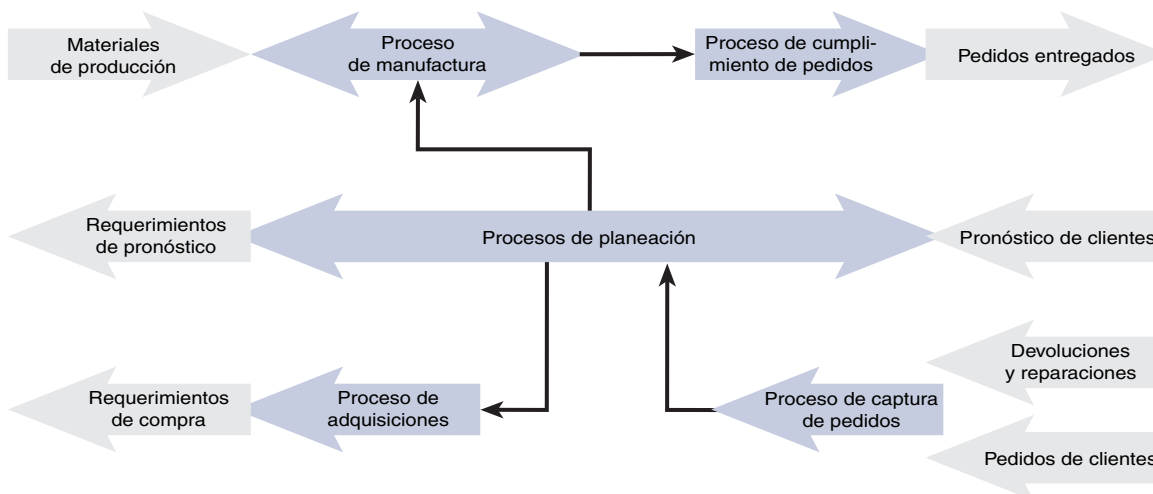 Materiales
de producción
Proceso
de manufactura
Proceso de cumpli-
miento de pedidos
Pedidos entregados
Requerimientos
de pronóstico
Procesos de planeación
Pronóstico de clientes
Devoluciones
y reparaciones
Requerimientos
de compra
Proceso de
adquisiciones
Proceso de captura
de pedidos
Pedidos de clientes